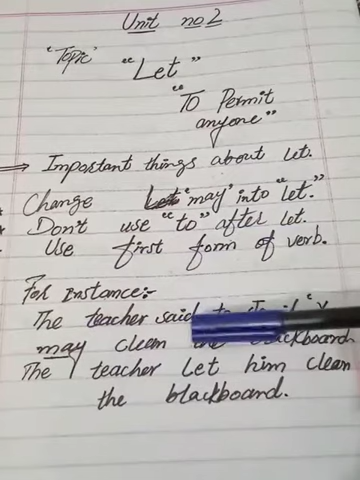 Unit no 2
'Topic' "Let"
"To Permit
anyone"
⇒ Important things about let.
Change 'may' into "let."
Don't use "to" after let.
Use first form of verb.
For Instance:-
The teacher said
may clean
The teacher let him clean
the blackboard.